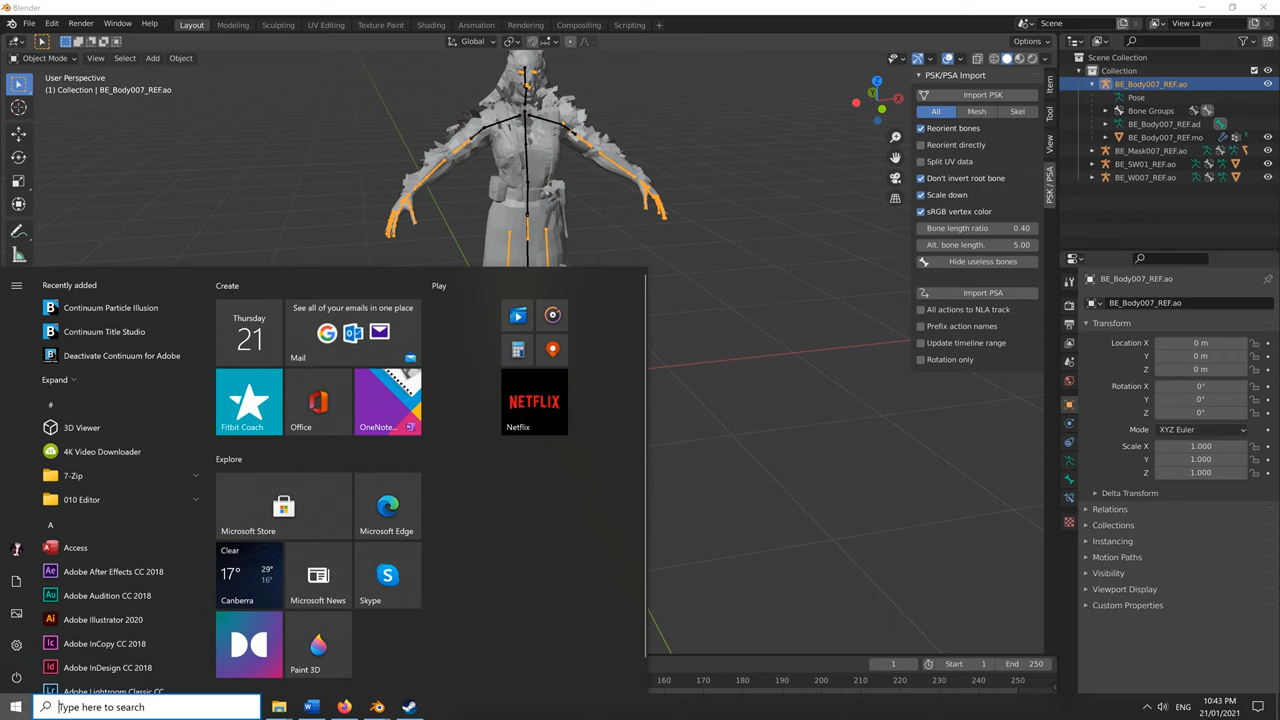 Blender
File Edit Render Window Help
Layout Modeling Sculpting UV Editing Texture Paint Shading Animation Rendering Compositing Scripting +
Scene
View Layer
Global
Options
Object Mode View Select Add Object
User Perspective
(1) Collection | BE_Body007_REF.ao
Z
X
PSK/PSA Import
Import PSK
All Mesh Skel
Reorient bones
Reorient directly
Split UV data
Don't invert root bone
Scale down
sRGB vertex color
Bone length ratio 0.40
Alt. bone length. 5.00
Hide useless bones
Import PSA
All actions to NLA track
Prefix action names
Update timeline range
Rotation only
Item
Tool
View
PSK / PSA
Scene Collection
Collection
BE_Body007_REF.ao
Pose
Bone Groups
BE_Body007_REF.ad
BE_Body007_REF.mo
BE_Mask007_REF.ao
BE_SW01_REF.ao
BE_W007_REF.ao
BE_Body007_REF.ao
BE_Body007_REF.ao
Transform
Location X 0 m
Y 0 m
Z 0 m
Rotation X 0°
Y 0°
Z 0°
Mode XYZ Euler
Scale X 1.000
Y 1.000
Z 1.000
Delta Transform
Relations
Collections
Instancing
Motion Paths
Visibility
Viewport Display
Custom Properties
Recently added
Continuum Particle Illusion
Continuum Title Studio
Deactivate Continuum for Adobe
Expand
#
3D Viewer
4K Video Downloader
7-Zip
010 Editor
A
Access
Adobe After Effects CC 2018
Adobe Audition CC 2018
Adobe Illustrator 2020
Adobe InCopy CC 2018
Adobe InDesign CC 2018
Adobe Lightroom Classic CC
Create
Thursday
21
See all of your emails in one place
Mail
Fitbit Coach
Office
OneNote...
Explore
Microsoft Store
Microsoft Edge
Clear
17° 29°
16°
Canberra
Microsoft News
Skype
Paint 3D
Play
NETFLIX
Netflix
1 Start 1 End 250
160 170 180 190 200 210 220 230 240 250
Type here to search
ENG
10:43 PM
21/01/2021